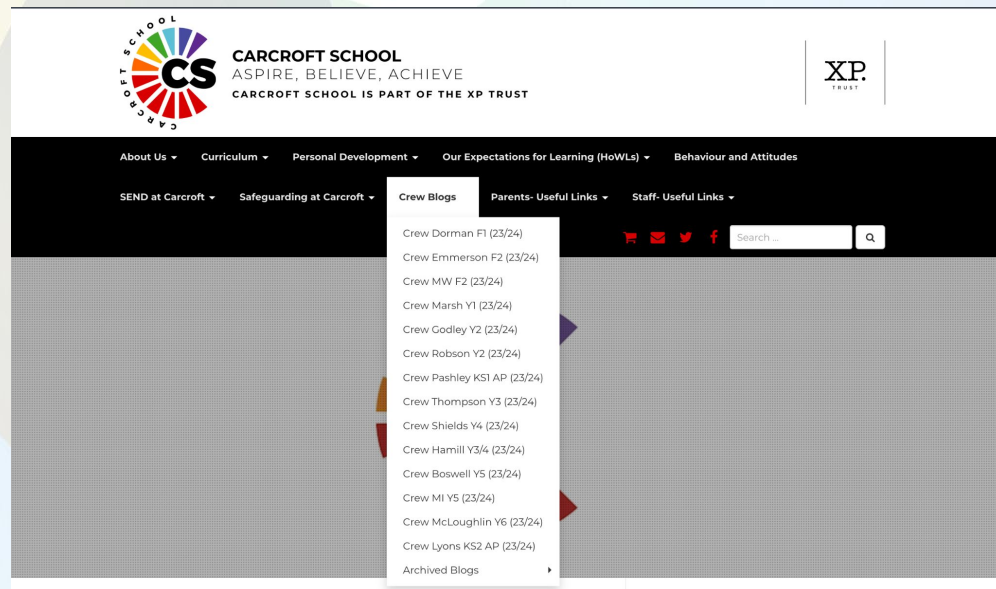 CARCROFT SCHOOL
CS
CARCROFT SCHOOL
ASPIRE, BELIEVE, ACHIEVE
CARCROFT SCHOOL IS PART OF THE XP TRUST
XP.
TRUST
About Us Curriculum Personal Development Our Expectations for Learning (HoWLs) Behaviour and Attitudes
SEND at Carcroft Safeguarding at Carcroft Crew Blogs Parents- Useful Links Staff- Useful Links
Search ...
Crew Dorman F1 (23/24)
Crew Emmerson F2 (23/24)
Crew MW F2 (23/24)
Crew Marsh Y1 (23/24)
Crew Godley Y2 (23/24)
Crew Robson Y2 (23/24)
Crew Pashley KS1 AP (23/24)
Crew Thompson Y3 (23/24)
Crew Shields Y4 (23/24)
Crew Hamill Y3/4 (23/24)
Crew Boswell Y5 (23/24)
Crew MI Y5 (23/24)
Crew McLoughlin Y6 (23/24)
Crew Lyons KS2 AP (23/24)
Archived Blogs